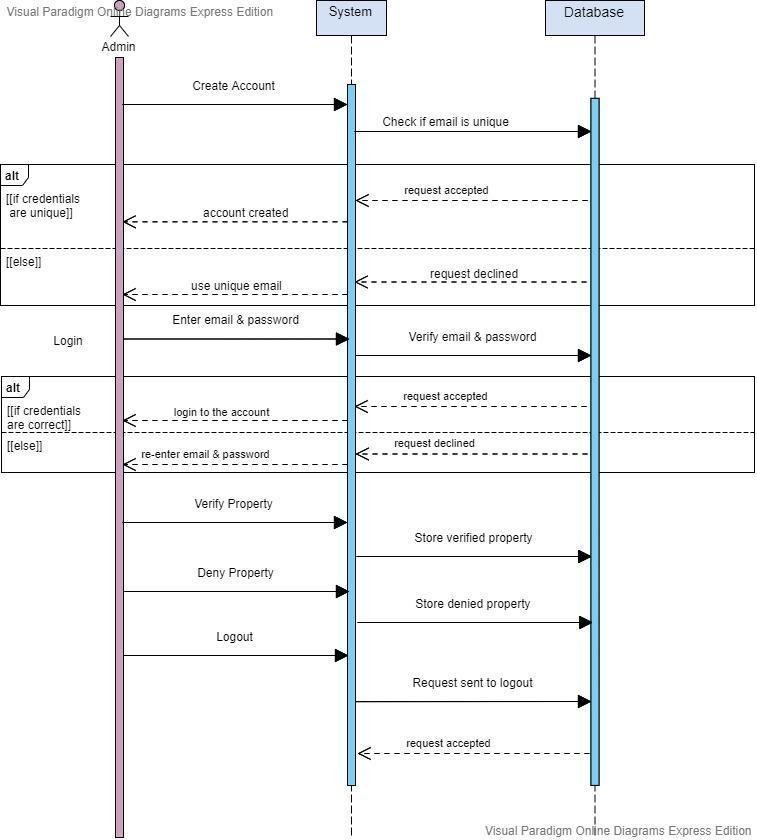 Visual Paradigm Online Diagrams Express Edition
System
Database
Admin
Create Account
Check if email is unique
alt
[[if credentials
are unique]]
request accepted
account created
[[else]]
request declined
use unique email
Enter email & password
Login
Verify email & password
alt
[[if credentials
are correct]]
request accepted
login to the account
[[else]]
request declined
re-enter email & password
Verify Property
Store verified property
Deny Property
Store denied property
Logout
Request sent to logout
request accepted
Visual Paradigm Online Diagrams Express Edition